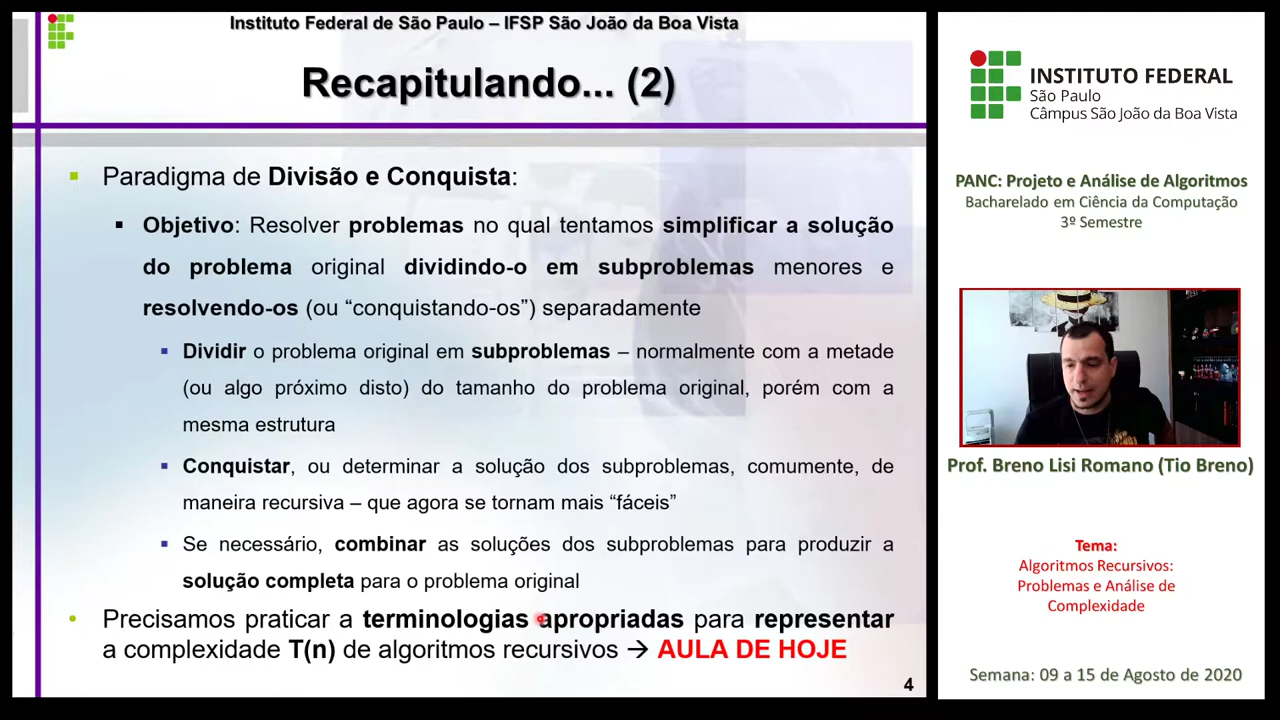 Instituto Federal de São Paulo – IFSP São João da Boa Vista
Recapitulando... (2)
Paradigma de Divisão e Conquista:
Objetivo: Resolver problemas no qual tentamos simplificar a solução
do problema original dividindo-o em subproblemas menores e
resolvendo-os (ou “conquistando-os”) separadamente
Dividir o problema original em subproblemas – normalmente com a metade
(ou algo próximo disto) do tamanho do problema original, porém com a
mesma estrutura
Conquistar, ou determinar a solução dos subproblemas, comumente, de
maneira recursiva – que agora se tornam mais “fáceis”
Se necessário, combinar as soluções dos subproblemas para produzir a
solução completa para o problema original
Precisamos praticar a terminologias apropriadas para representar
a complexidade T(n) de algoritmos recursivos → AULA DE HOJE
4
INSTITUTO FEDERAL
São Paulo
Câmpus São João da Boa Vista
PANC: Projeto e Análise de Algoritmos
Bacharelado em Ciência da Computação
3º Semestre
Prof. Breno Lisi Romano (Tio Breno)
Tema:
Algoritmos Recursivos:
Problemas e Análise de
Complexidade
Semana: 09 a 15 de Agosto de 2020